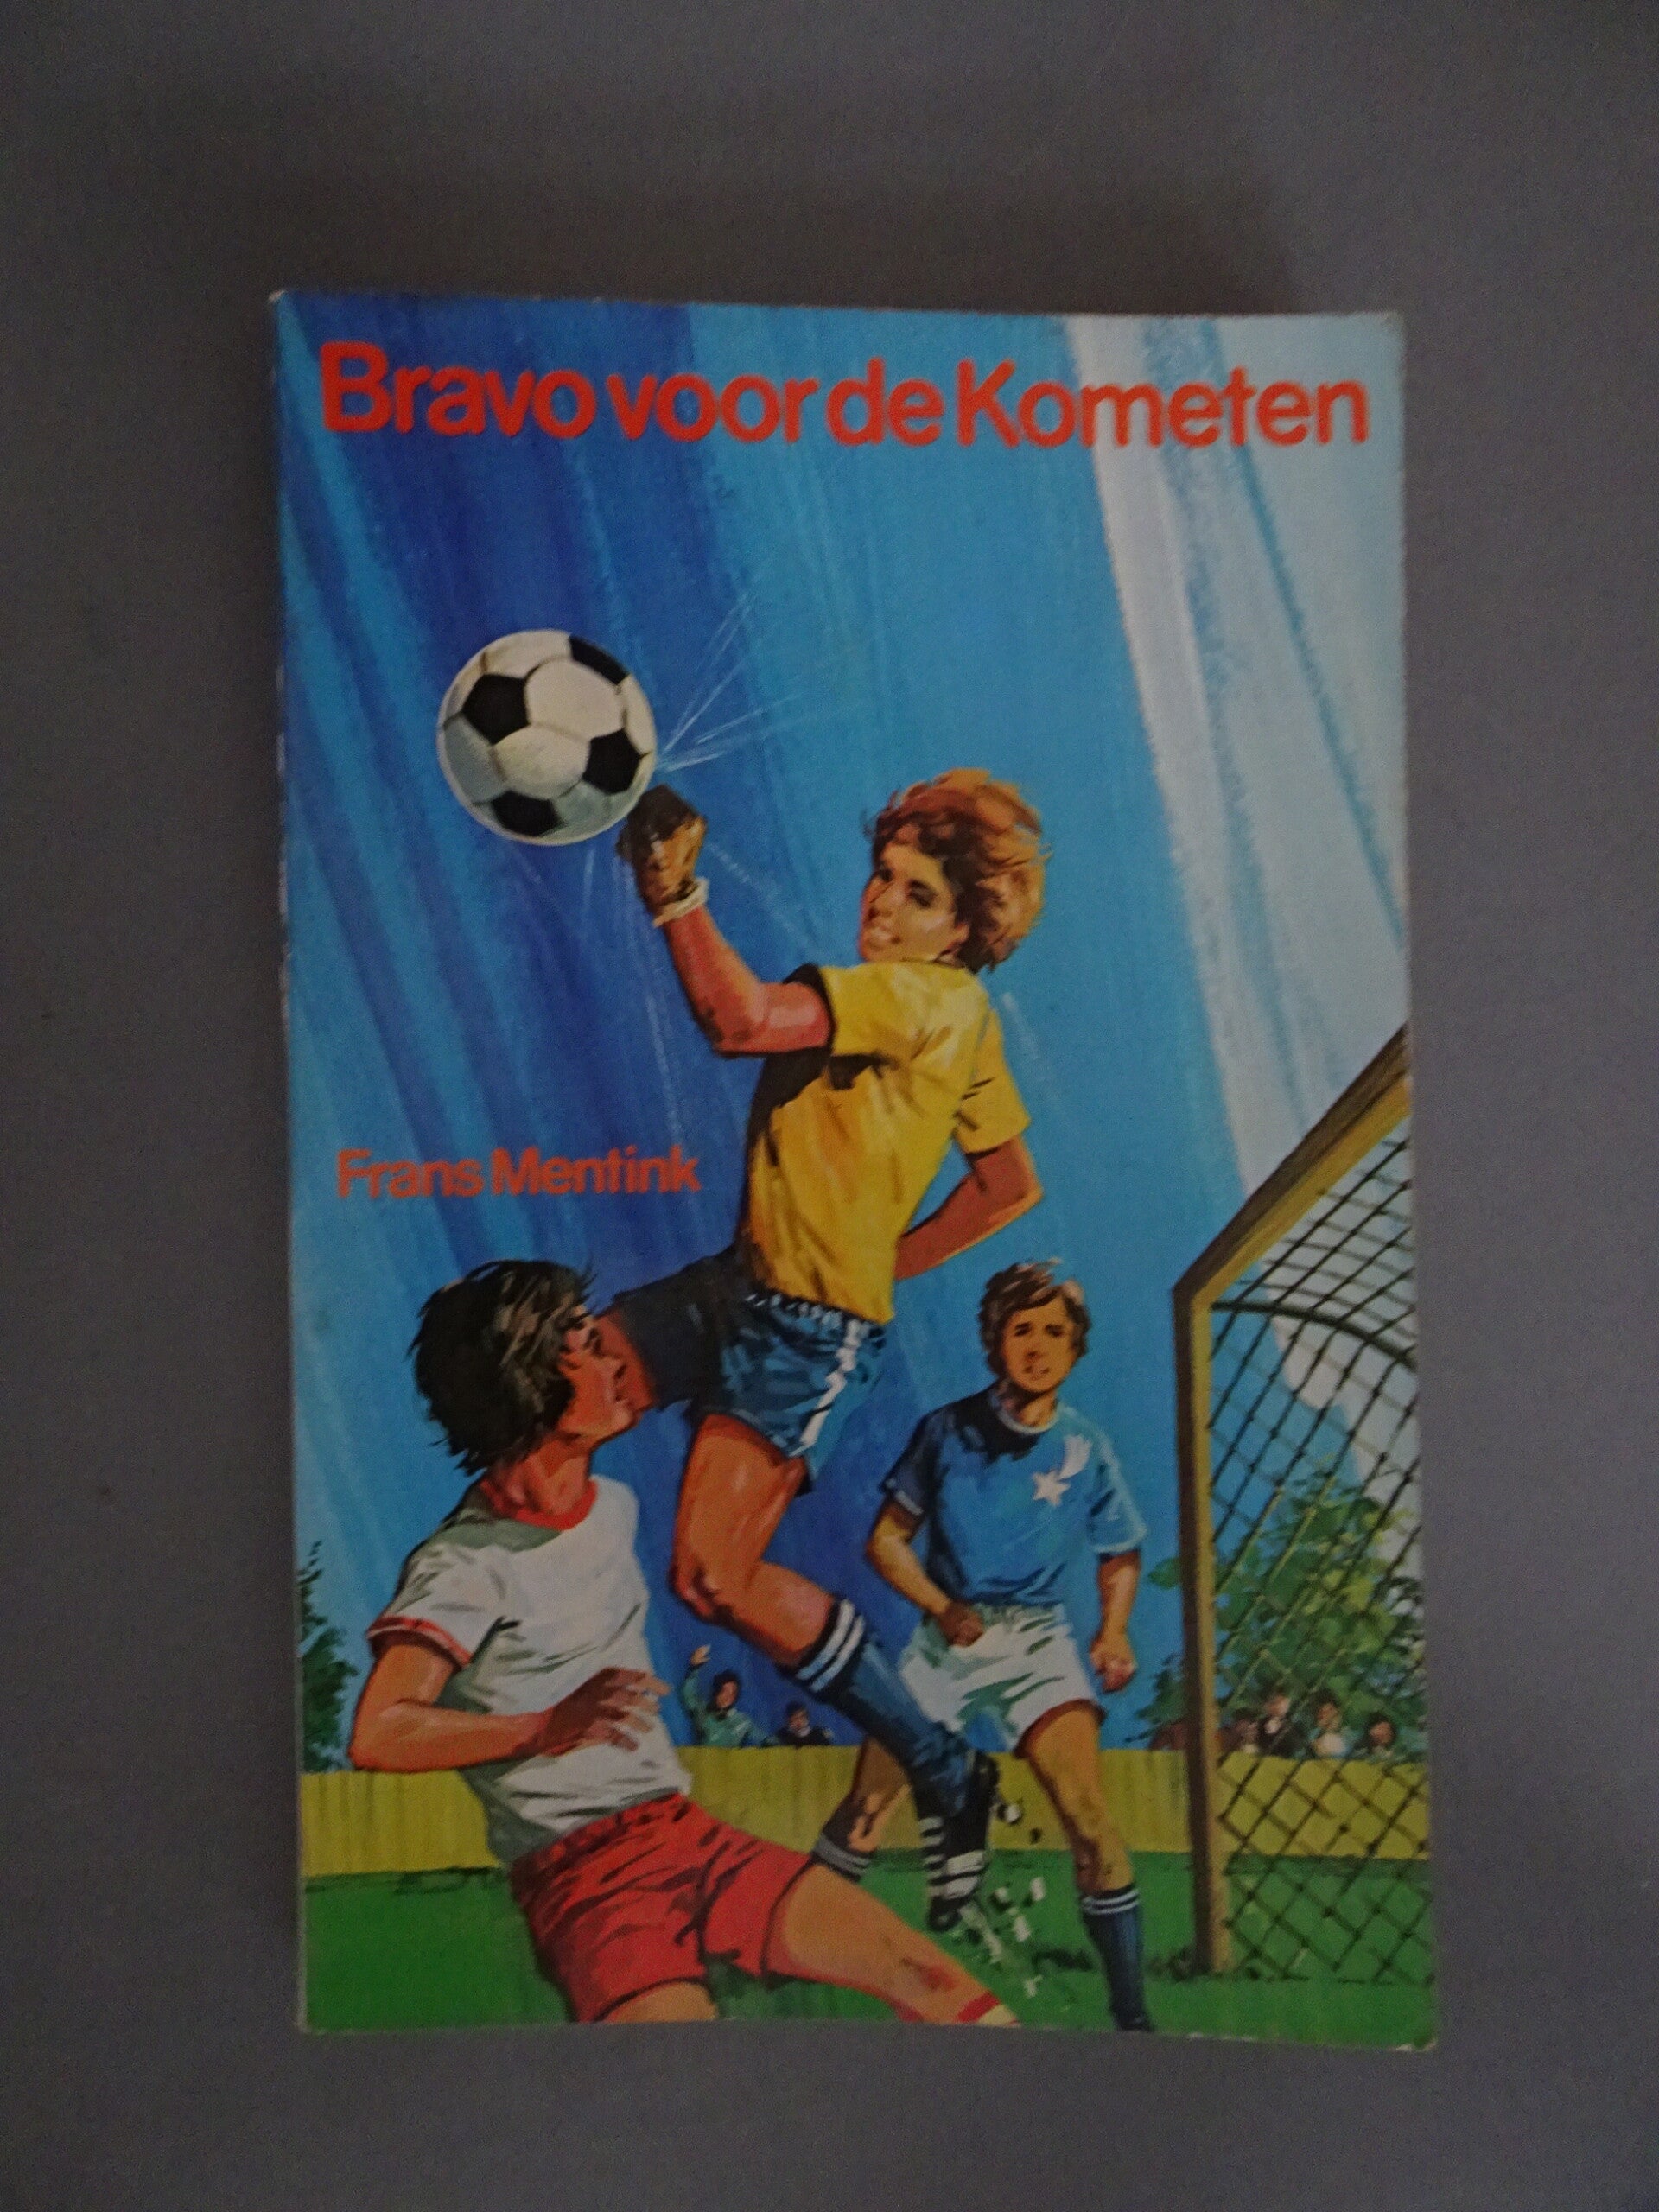 Bravo voor de Kometen
Frans Mentink